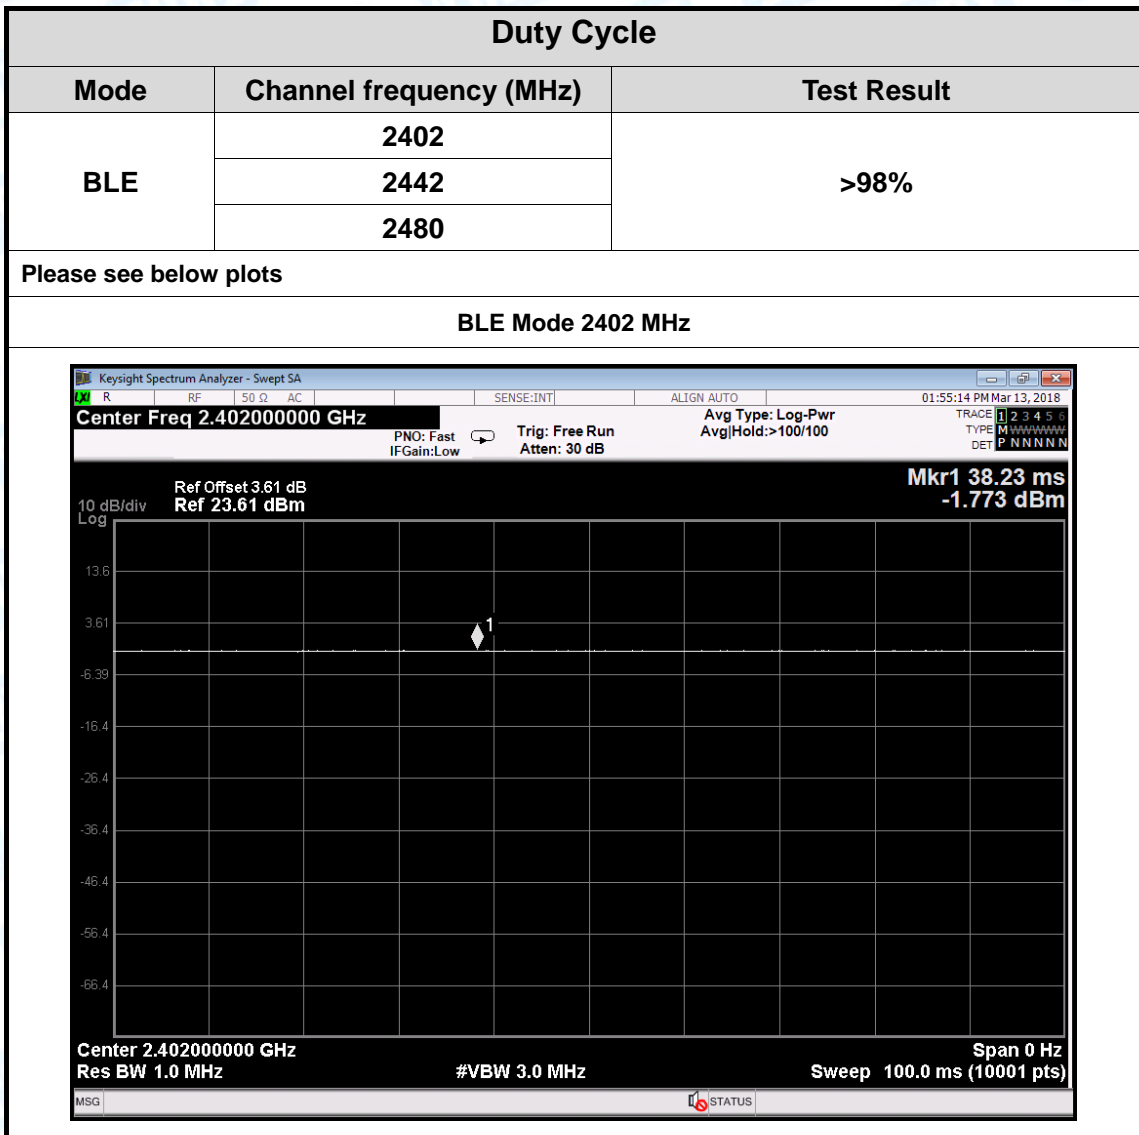 Duty Cycle
Mode Channel frequency (MHz) Test Result
2402
BLE 2442 >98%
2480
Please see below plots
BLE Mode 2402 MHz
Keysight Spectrum Analyzer - Swept SA
LXI R RF 50 Ω AC SENSE:INT ALIGN AUTO 01:55:14 PM Mar 13, 2018
Center Freq 2.402000000 GHz Avg Type: Log-Pwr TRACE 1 2 3 4 5 6
PNO: Fast Trig: Free Run Avg|Hold:>100/100 TYPE M WWWWW
IFGain:Low Atten: 30 dB DET P N N N N N
Mkr1 38.23 ms
Ref Offset 3.61 dB
10 dB/div Ref 23.61 dBm -1.773 dBm
Log
13.6
3.61
1
-6.39
-16.4
-26.4
-36.4
-46.4
-56.4
-66.4
Center 2.402000000 GHz Span 0 Hz
Res BW 1.0 MHz #VBW 3.0 MHz Sweep 100.0 ms (10001 pts)
MSG STATUS